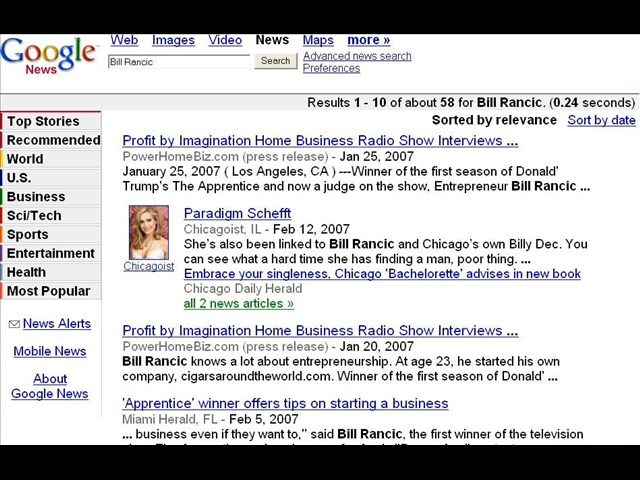 Web Images Video News Maps more »
Google
News
Bill Rancic Search
Advanced news search
Preferences
Results 1 - 10 of about 58 for Bill Rancic. (0.24 seconds)
Sorted by relevance Sort by date
Top Stories
Recommended
World
U.S.
Business
Sci/Tech
Sports
Entertainment
Health
Most Popular
News Alerts
Mobile News
About
Google News
Profit by Imagination Home Business Radio Show Interviews ...
PowerHomeBiz.com (press release) - Jan 25, 2007
January 25, 2007 ( Los Angeles, CA ) ---Winner of the first season of Donald'
Trump's The Apprentice and now a judge on the show, Entrepreneur Bill Rancic ...
Chicagoist
Paradigm Schefft
Chicagoist, IL - Feb 12, 2007
She's also been linked to Bill Rancic and Chicago's own Billy Dec. You
can see what a hard time she has finding a man, poor thing. ...
Embrace your singleness, Chicago 'Bachelorette' advises in new book
Chicago Daily Herald
all 2 news articles »
Profit by Imagination Home Business Radio Show Interviews ...
PowerHomeBiz.com (press release) - Jan 20, 2007
Bill Rancic knows a lot about entrepreneurship. At age 23, he started his own
company, cigarsaroundtheworld.com. Winner of the first season of Donald' ...
'Apprentice' winner offers tips on starting a business
Miami Herald, FL - Feb 5, 2007
... business even if they want to," said Bill Rancic, the first winner of the television